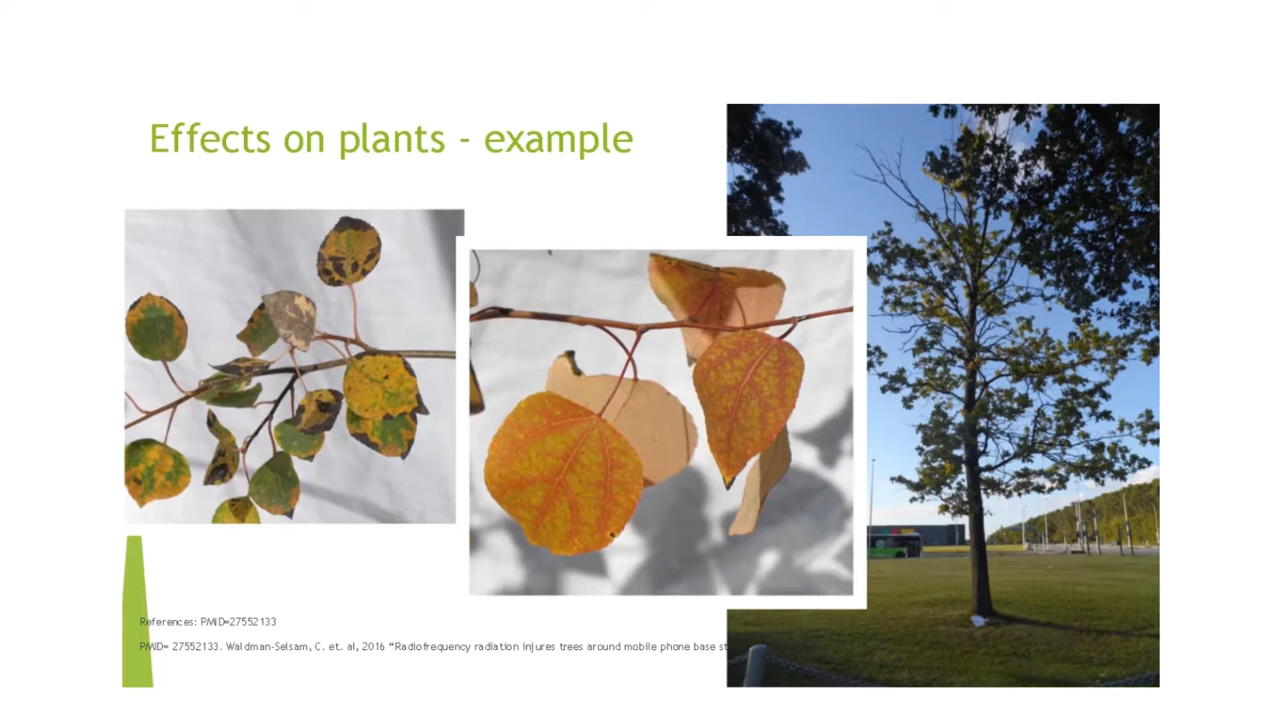 Effects on plants - example
References: PMID=27552133
PMID= 27552133. Waldman-Selsam, C. et. al, 2016 “Radiofrequency radiation injures trees around mobile phone base